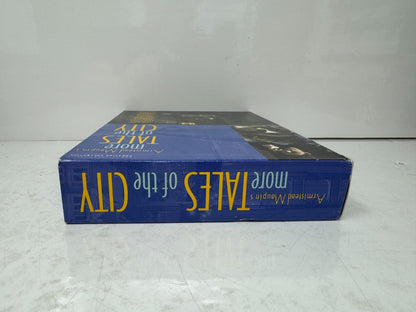 Armistead Maupin's
more
TALES
of the
CITY
Armistead Maupin's
more
TALES of the CITY